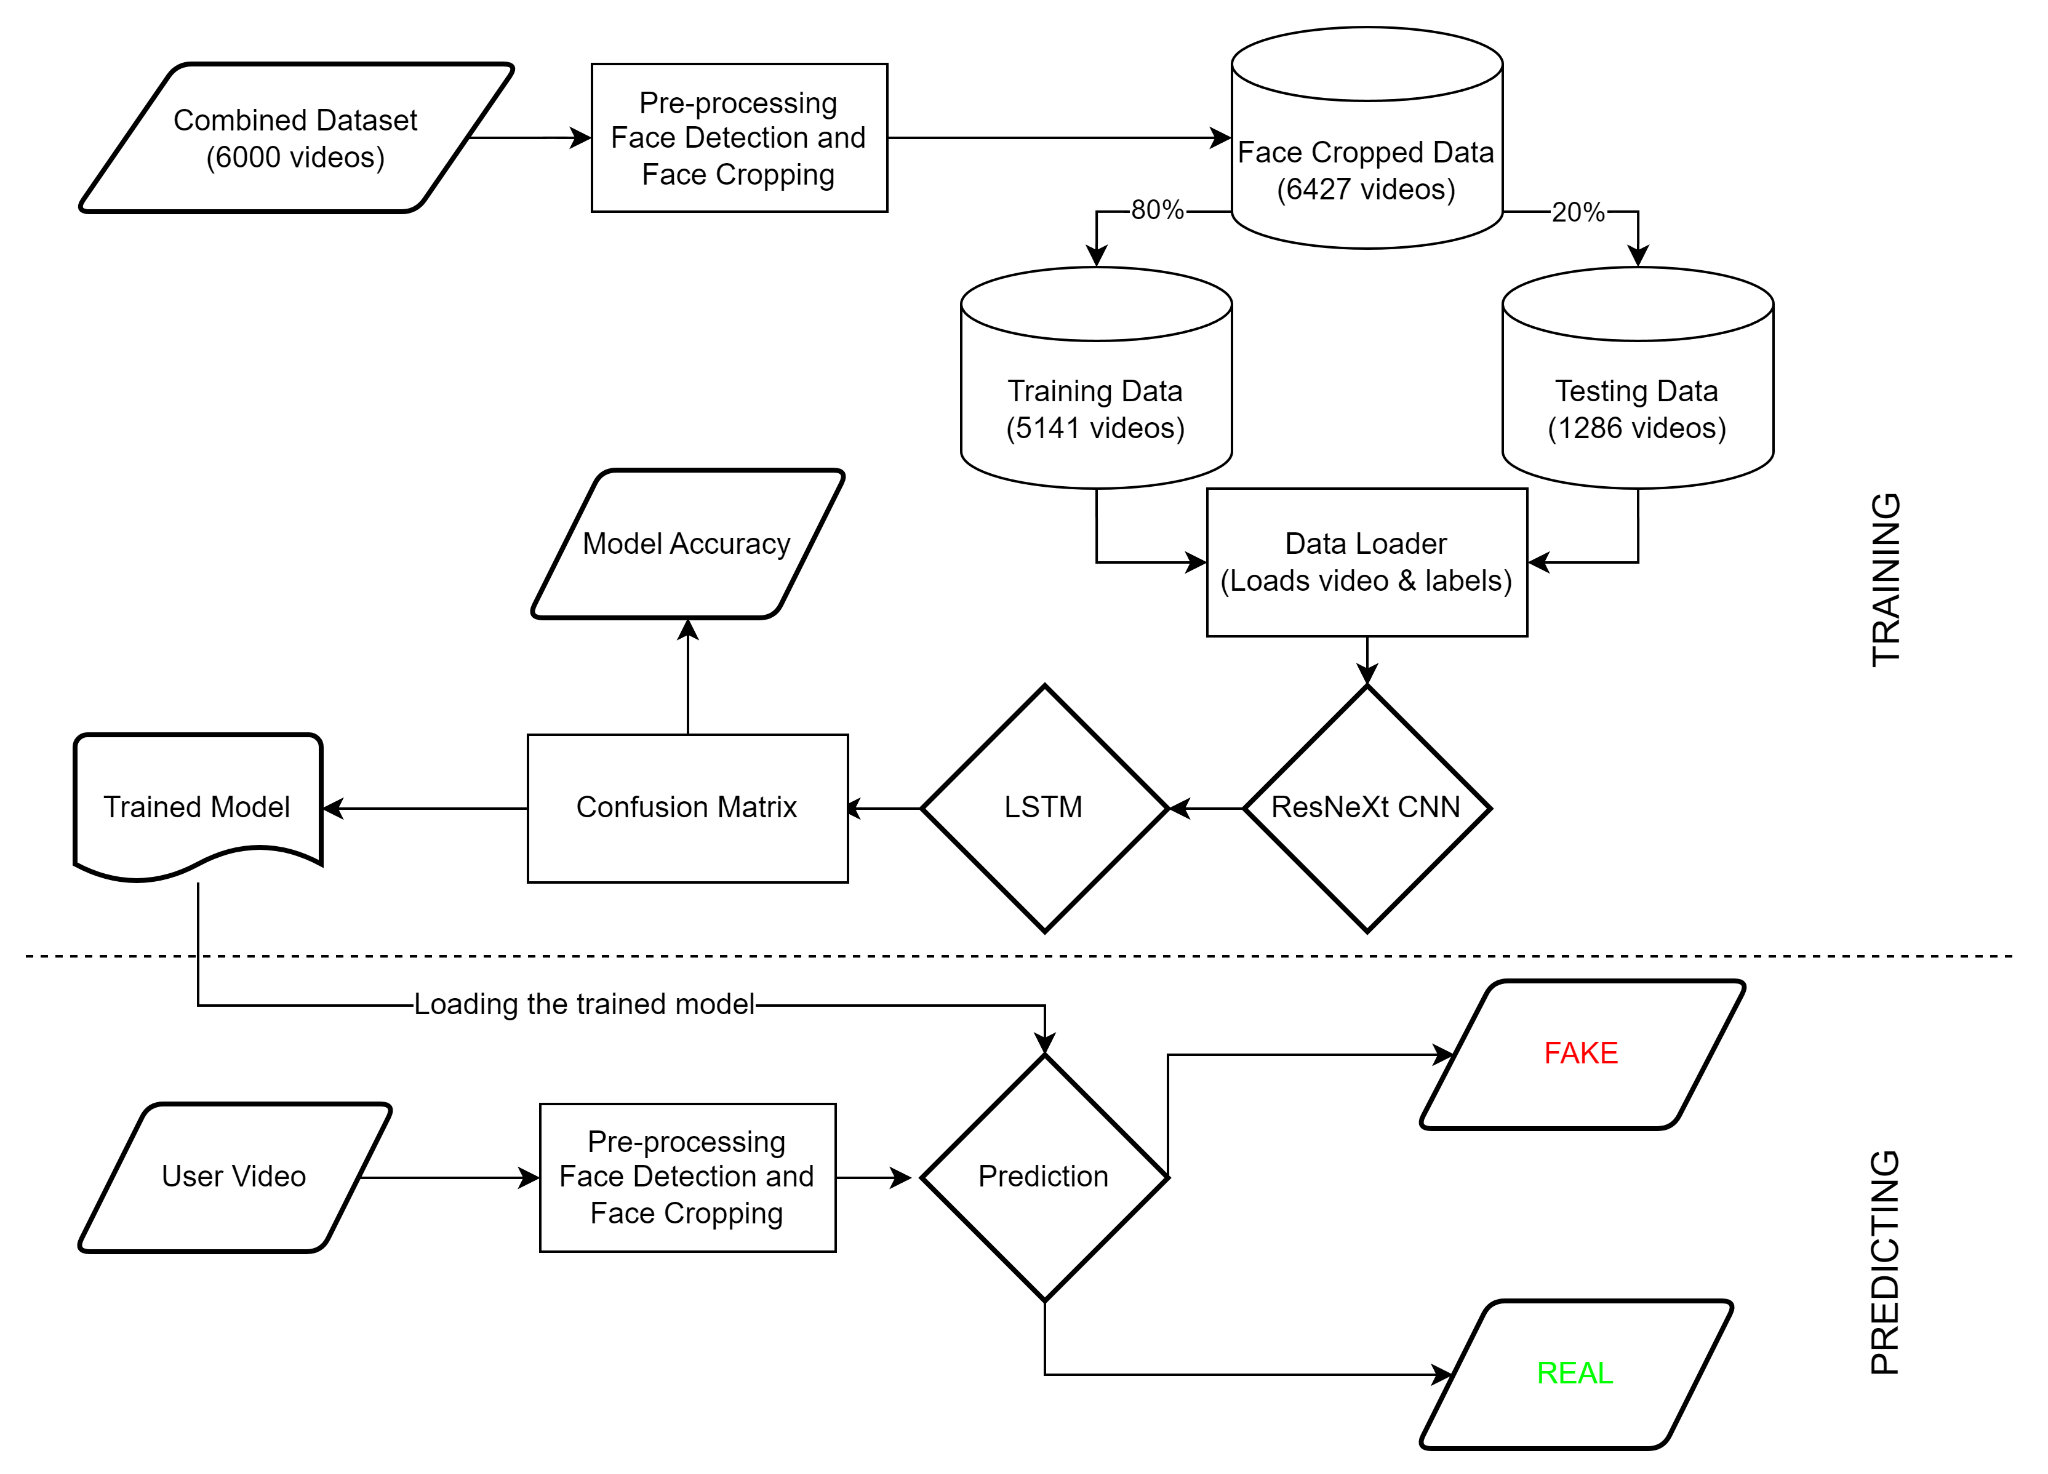 Combined Dataset
(6000 videos)
Pre-processing
Face Detection and
Face Cropping
Face Cropped Data
(6427 videos)
80%
20%
Training Data
(5141 videos)
Testing Data
(1286 videos)
Data Loader
(Loads video & labels)
Model Accuracy
TRAINING
Trained Model
Confusion Matrix
LSTM
ResNeXt CNN
Loading the trained model
FAKE
User Video
Pre-processing
Face Detection and
Face Cropping
Prediction
PREDICTING
REAL